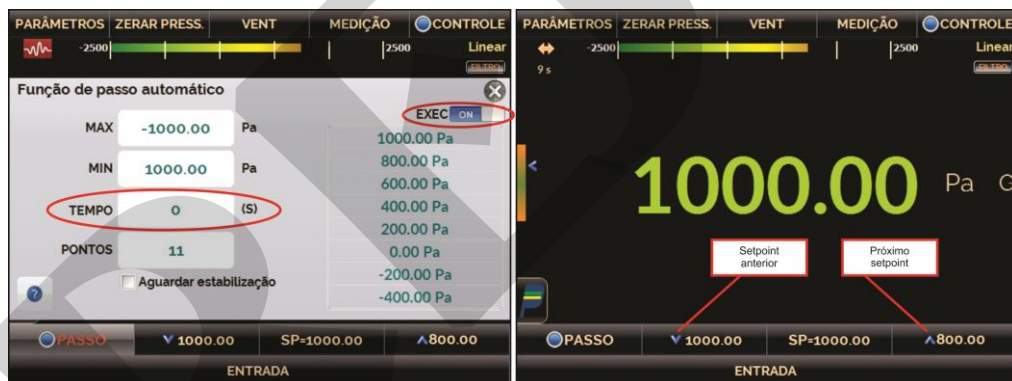 PARÂMETROS ZERAR PRESS. VENT MEDIÇÃO CONTROLE
-2500 2500 Linear
FILTRO
Função de passo automático
EXEC ON
MAX -1000.00 Pa
MIN 1000.00 Pa
TEMPO 0 (S)
PONTOS 11
Aguardar estabilização
1000.00 Pa
800.00 Pa
600.00 Pa
400.00 Pa
200.00 Pa
0.00 Pa
-200.00 Pa
-400.00 Pa
?
PASSO 1000.00 SP=1000.00 800.00
ENTRADA
PARÂMETROS ZERAR PRESS. VENT MEDIÇÃO CONTROLE
-2500 2500 Linear
9 s FILTRO
1000.00 Pa G
Setpoint
anterior
Próximo
setpoint
PASSO 1000.00 SP=1000.00 800.00
ENTRADA